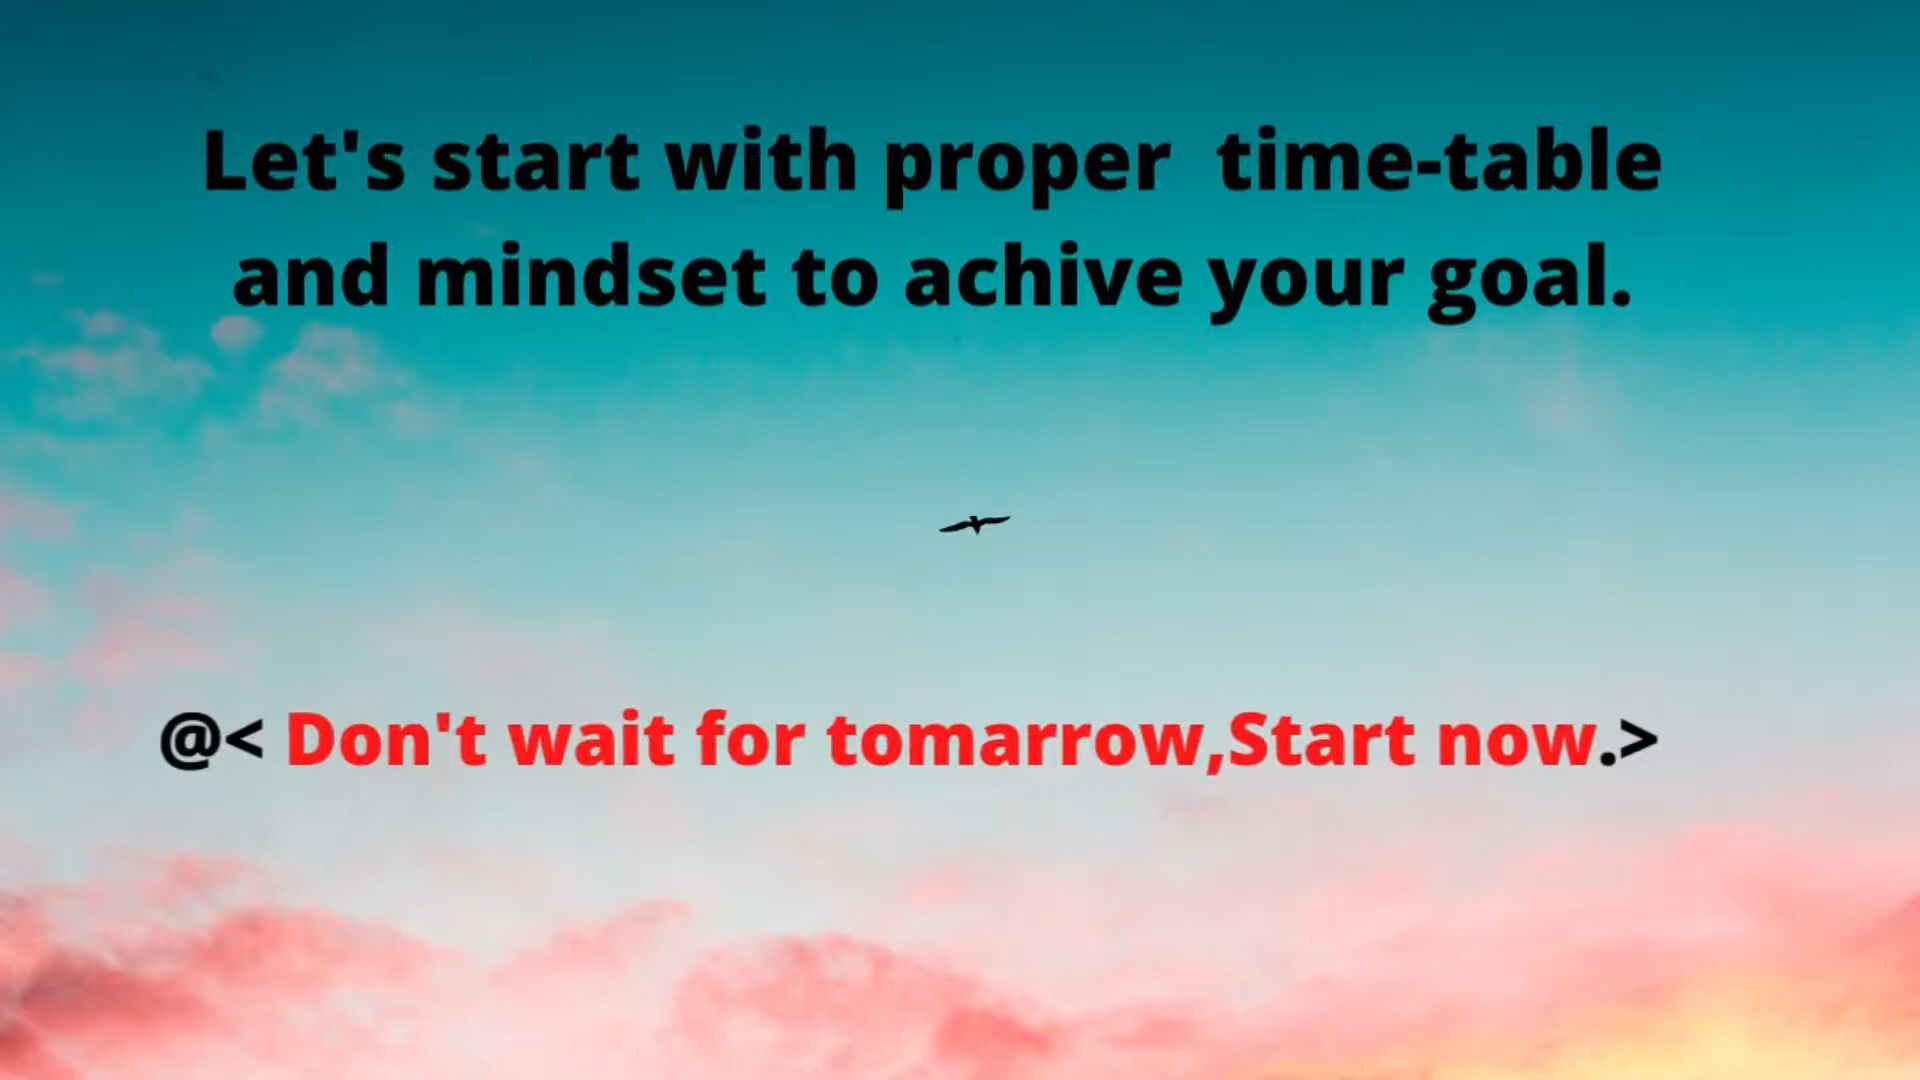 Let's start with proper  time-table
and mindset to achive your goal.
@< Don't wait for tomarrow,Start now.>